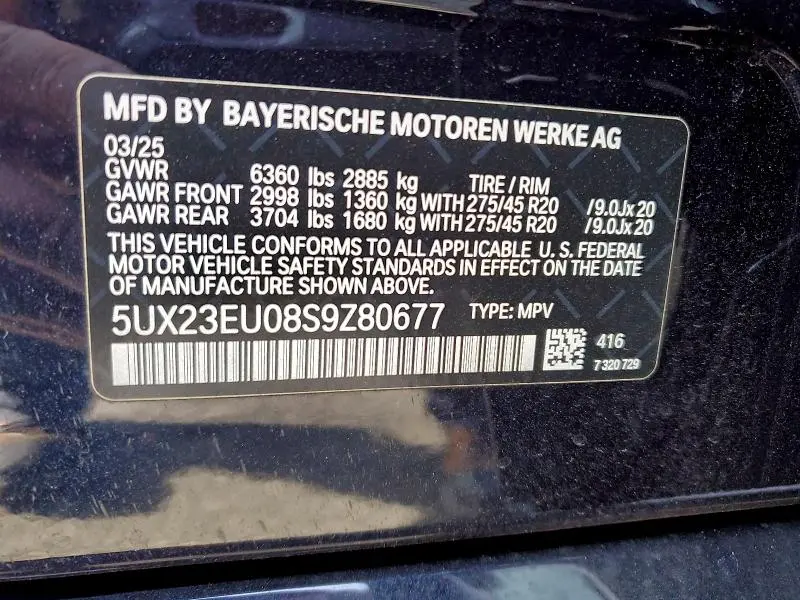 MFD BY BAYERISCHE MOTOREN WERKE AG
03/25
GVWR 6360 lbs 2885 kg TIRE / RIM
GAWR FRONT 2998 lbs 1360 kg WITH 275/45 R20 /9.0Jx20
GAWR REAR 3704 lbs 1680 kg WITH 275/45 R20 /9.0Jx20
THIS VEHICLE CONFORMS TO ALL APPLICABLE U. S. FEDERAL
MOTOR VEHICLE SAFETY STANDARDS IN EFFECT ON THE DATE
OF MANUFACTURE SHOWN ABOVE.
5UX23EU08S9Z80677 TYPE: MPV
416
7 320 729